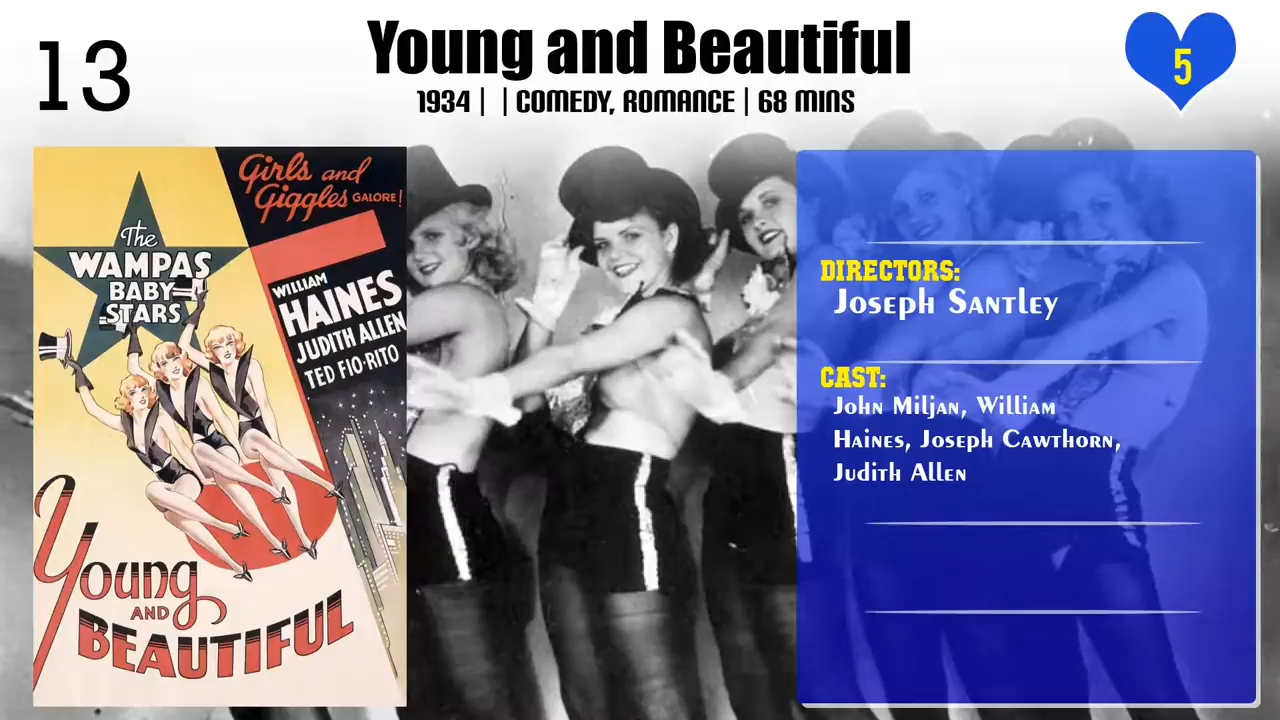 13
Young and Beautiful
1934 | | COMEDY, ROMANCE | 68 MINS
5
Girls and
Giggles GALORE!
The
WAMPAS
BABY
STARS
WILLIAM
HAINES
JUDITH ALLEN
TED FIO-RITO
Young
AND
BEAUTIFUL
DIRECTORS:
Joseph Santley
CAST:
John Miljan, William
Haines, Joseph Cawthorn,
Judith Allen